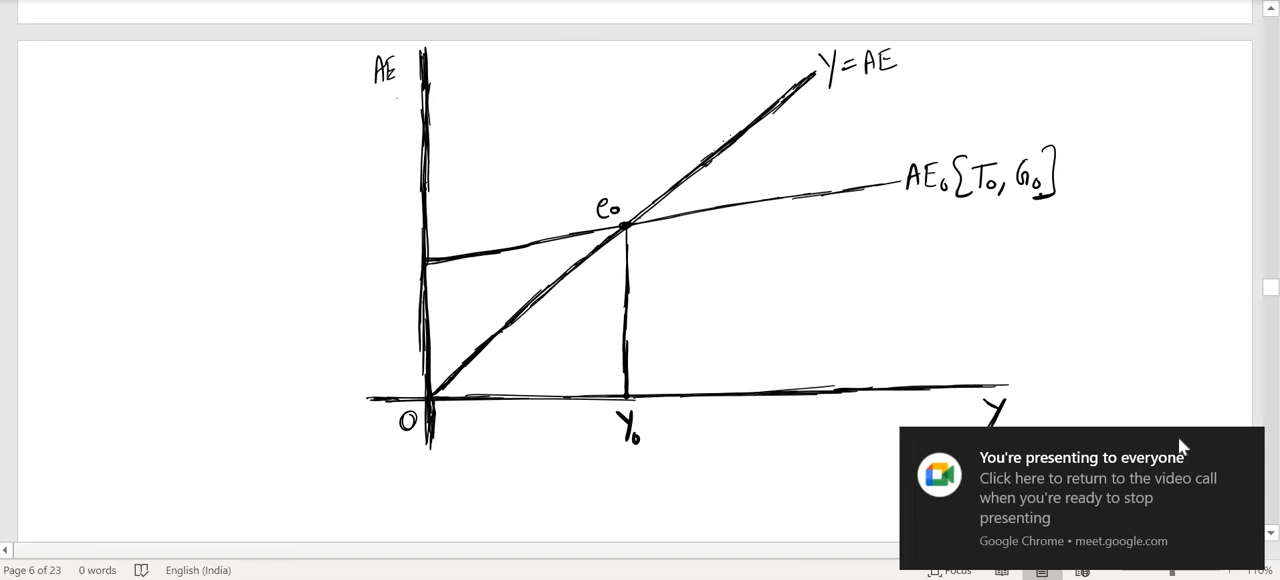 AE
Y = AE
AE₀{T₀, G₀]
e₀
O
Y₀
Y
You're presenting to everyone
Click here to return to the video call
when you're ready to stop
presenting
Google Chrome • meet.google.com
Page 6 of 23
0 words
English (India)
Focus
110%